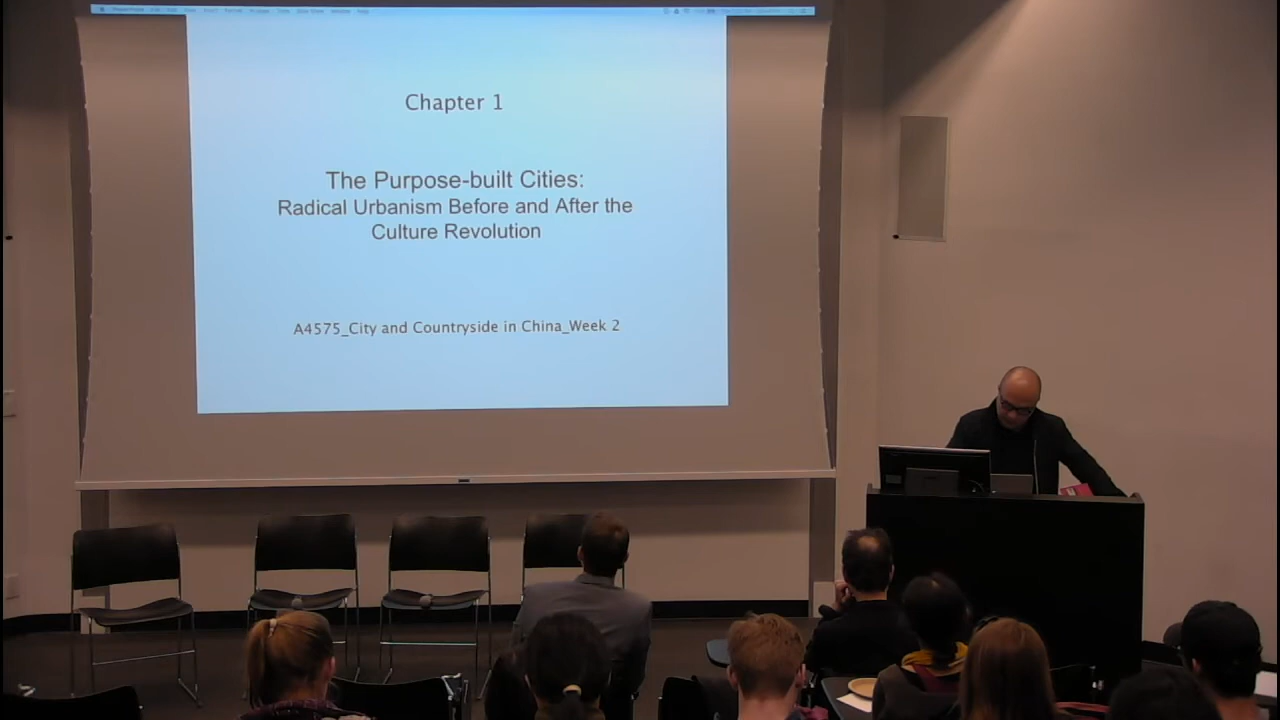 Chapter 1
The Purpose-built Cities:
Radical Urbanism Before and After the
Culture Revolution
A4575_City and Countryside in China_Week 2